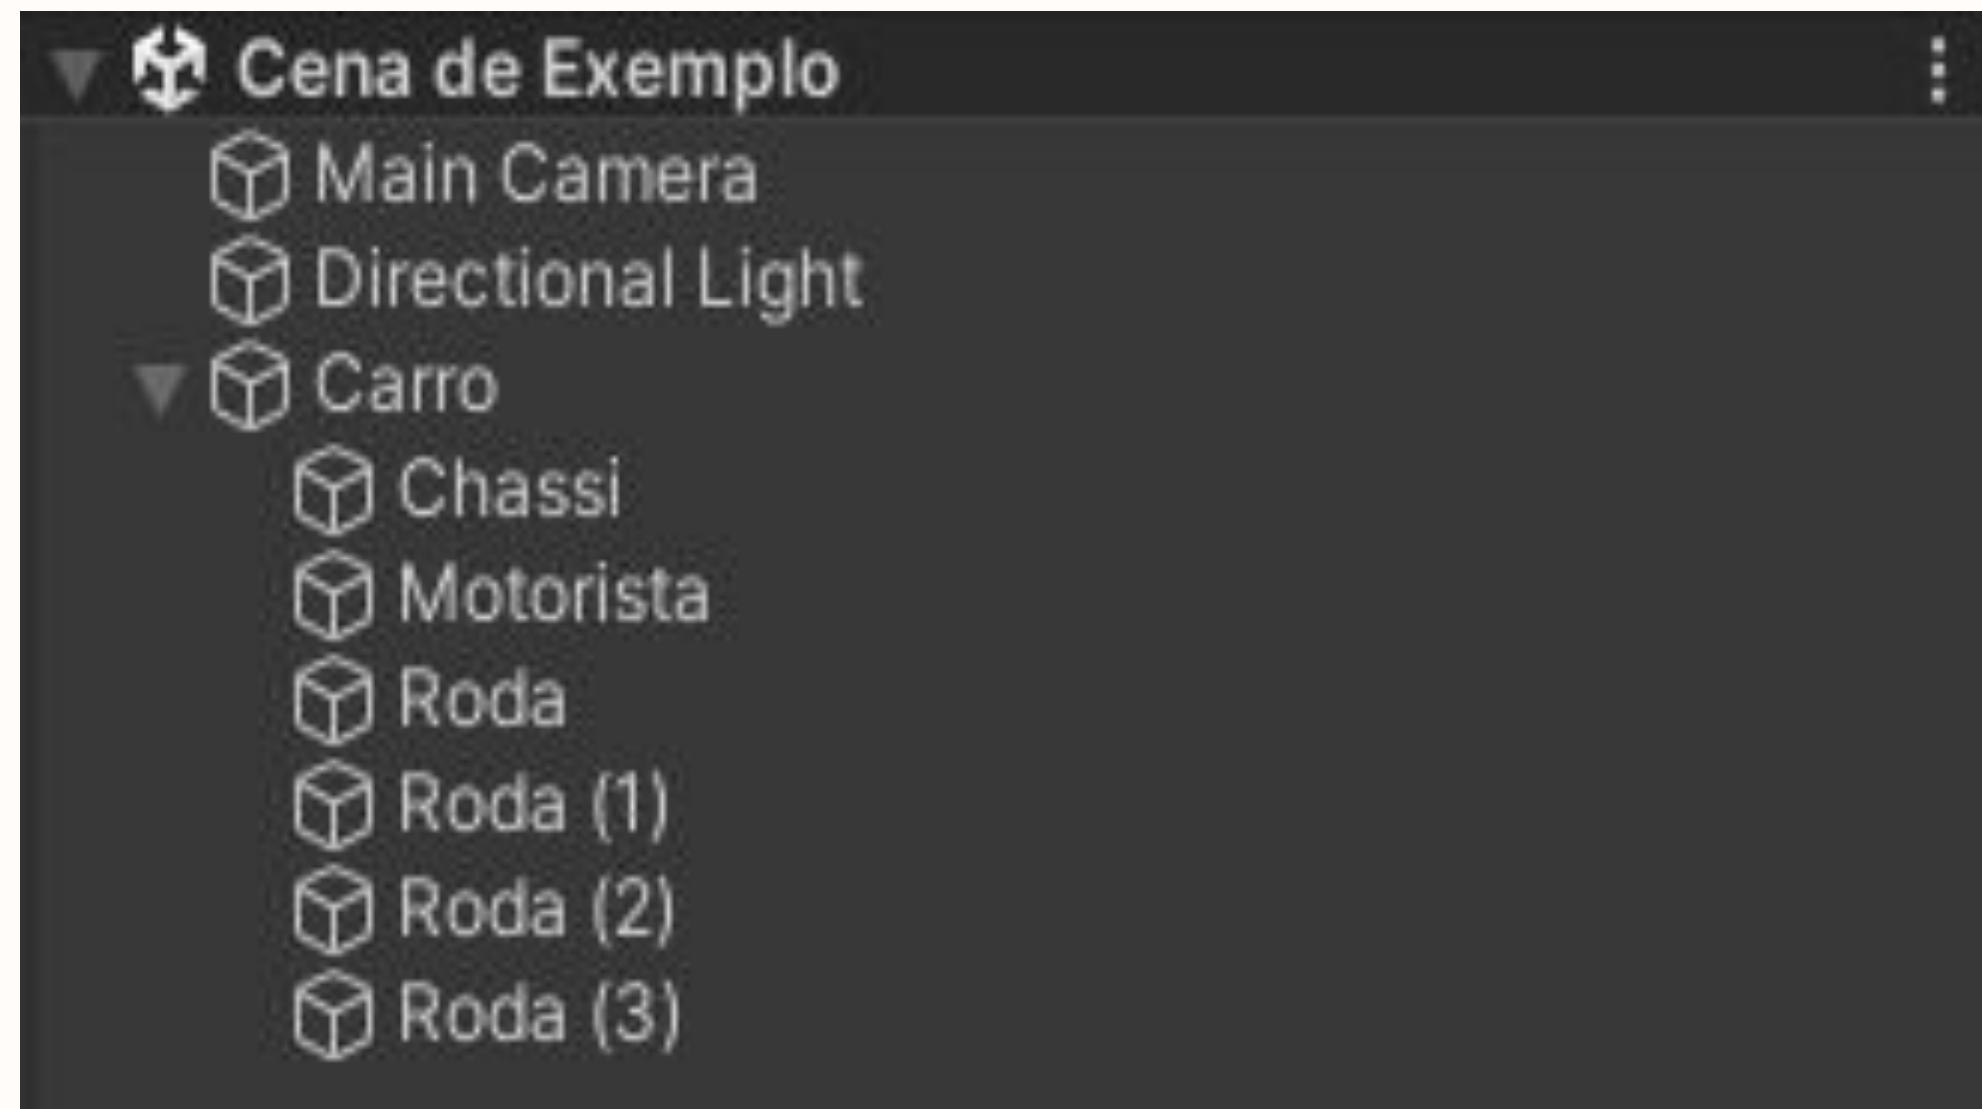 Cena de Exemplo
Main Camera
Directional Light
Carro
Chassi
Motorista
Roda
Roda (1)
Roda (2)
Roda (3)